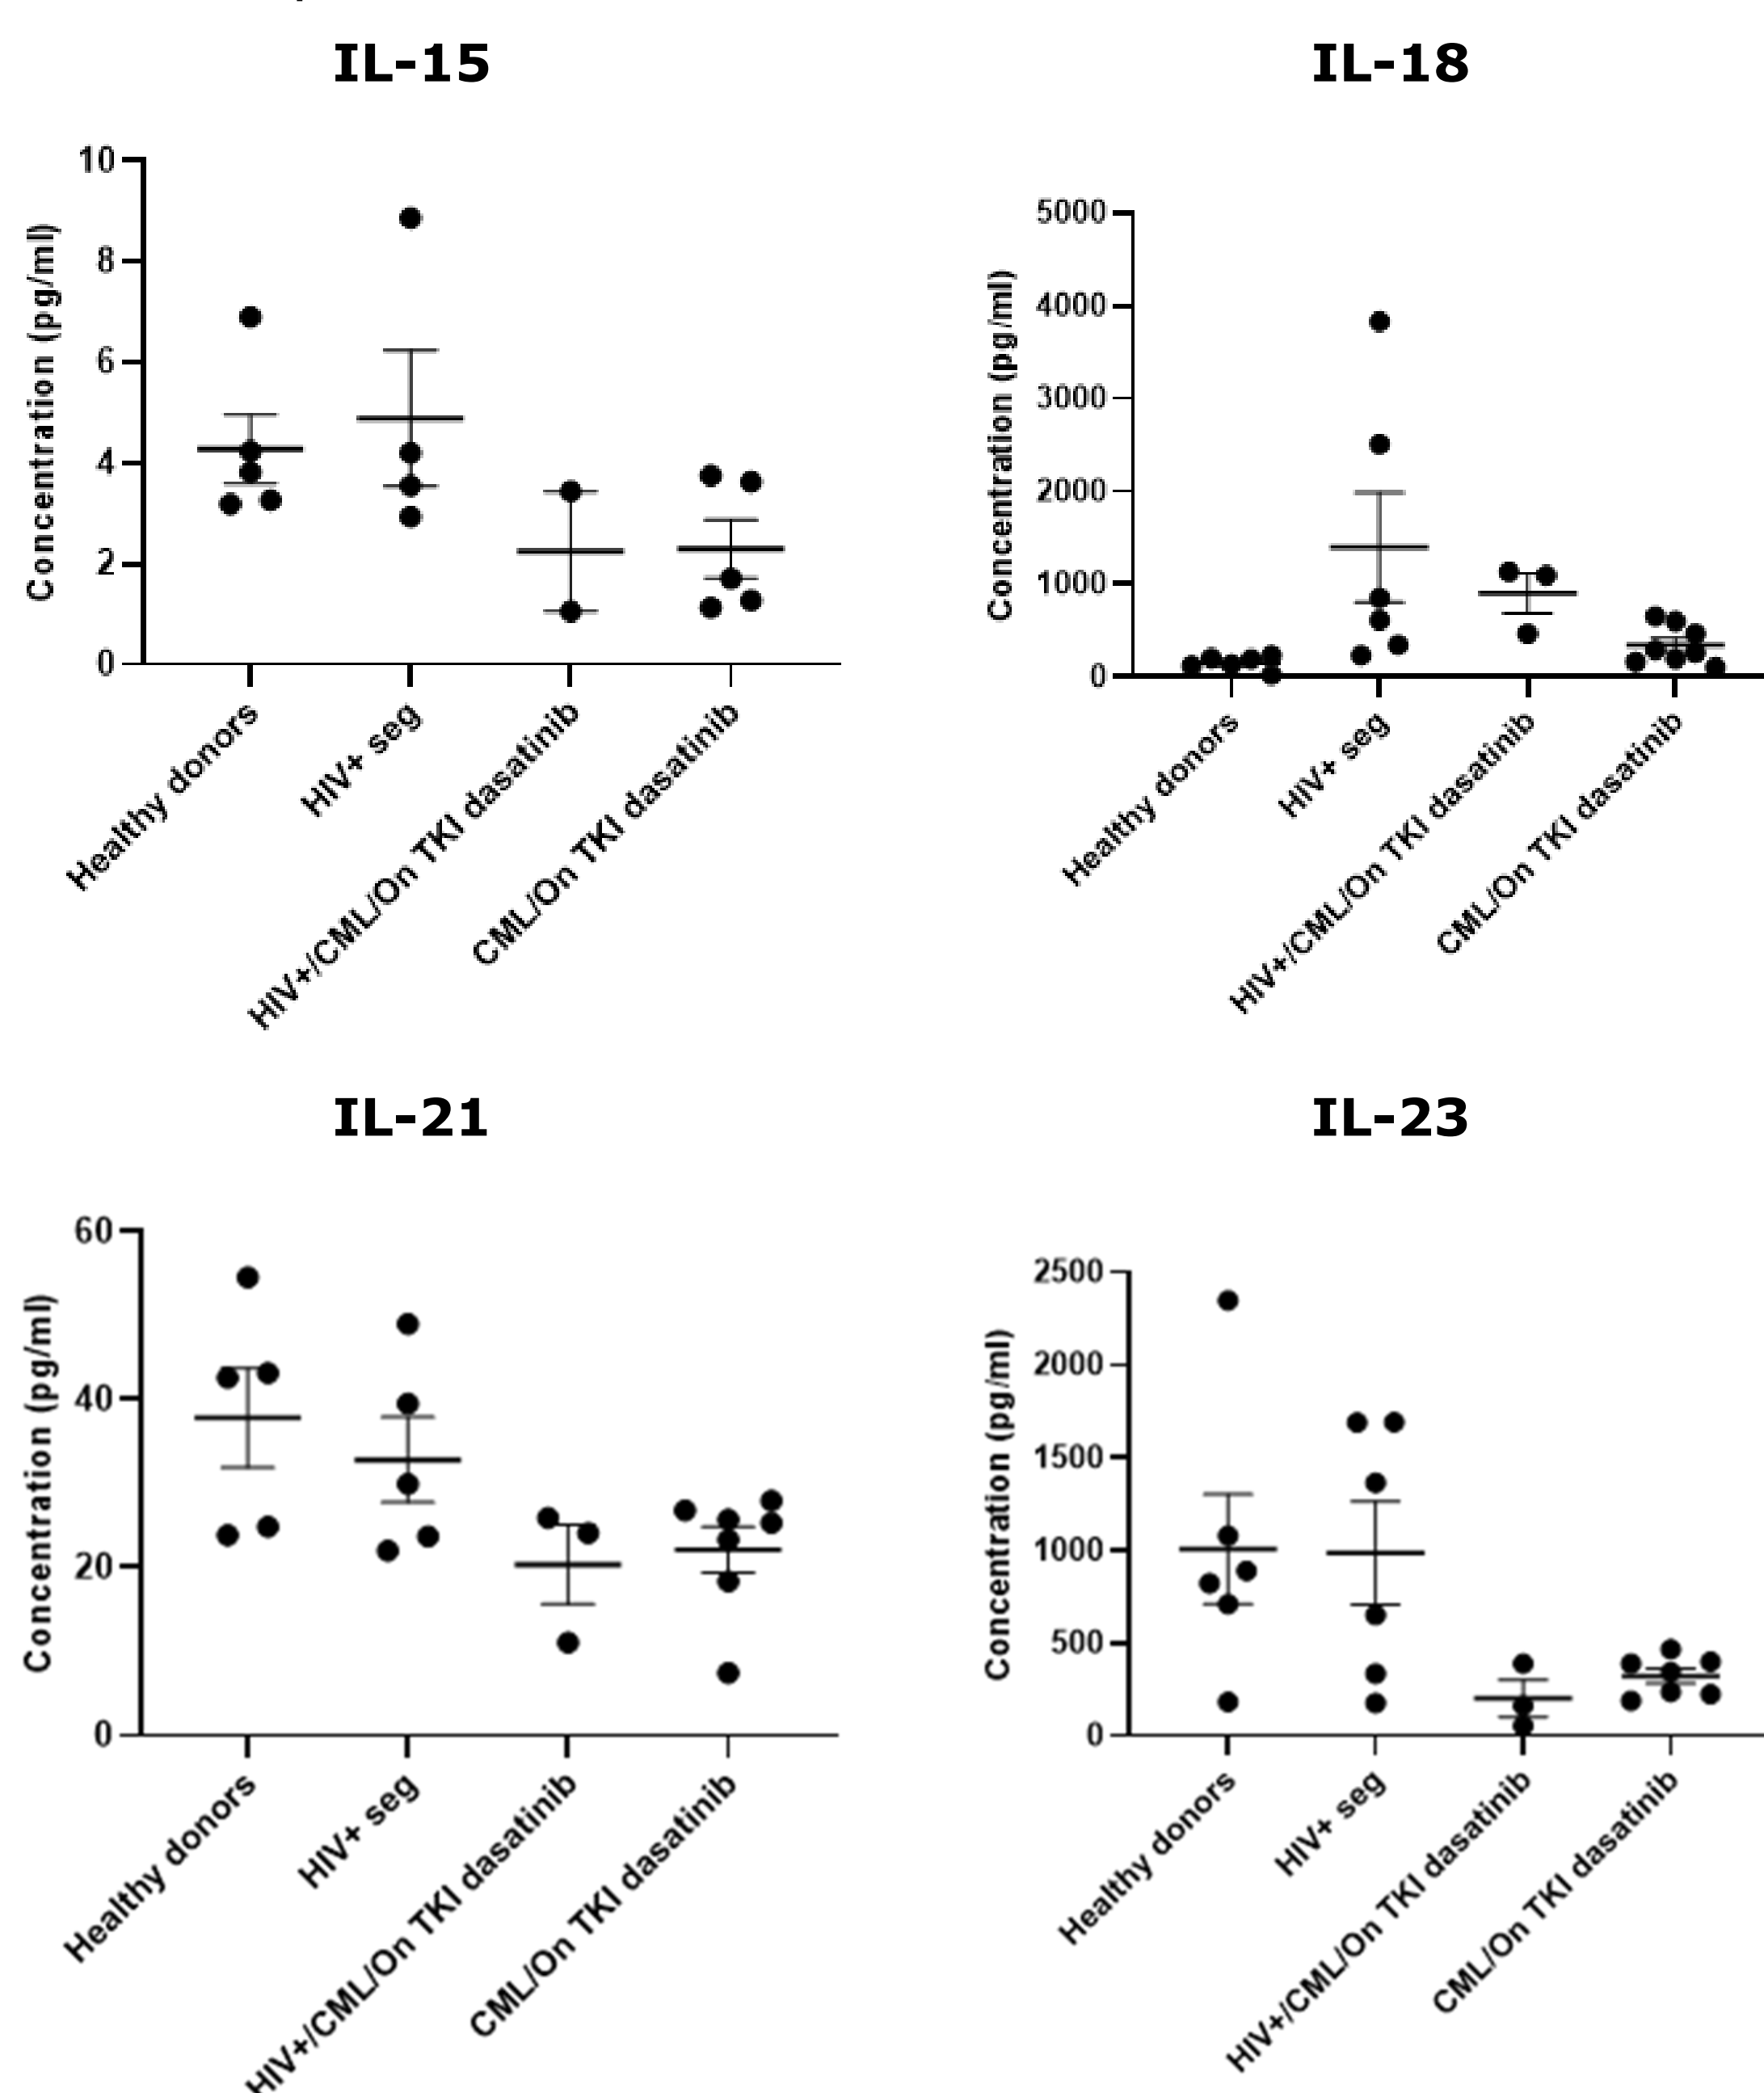 IL-15
10
8
6
4
2
0
Concentration (pg/ml)
Healthy donors
HIV+ seg
HIV+/CML/On TKI dasatinib
CML/On TKI dasatinib
IL-18
5000
4000
3000
2000
1000
0
Concentration (pg/ml)
Healthy donors
HIV+ seg
HIV+/CML/On TKI dasatinib
CML/On TKI dasatinib
IL-21
60
40
20
0
Concentration (pg/ml)
Healthy donors
HIV+ seg
HIV+/CML/On TKI dasatinib
CML/On TKI dasatinib
IL-23
2500
2000
1500
1000
500
0
Concentration (pg/ml)
Healthy donors
HIV+ seg
HIV+/CML/On TKI dasatinib
CML/On TKI dasatinib